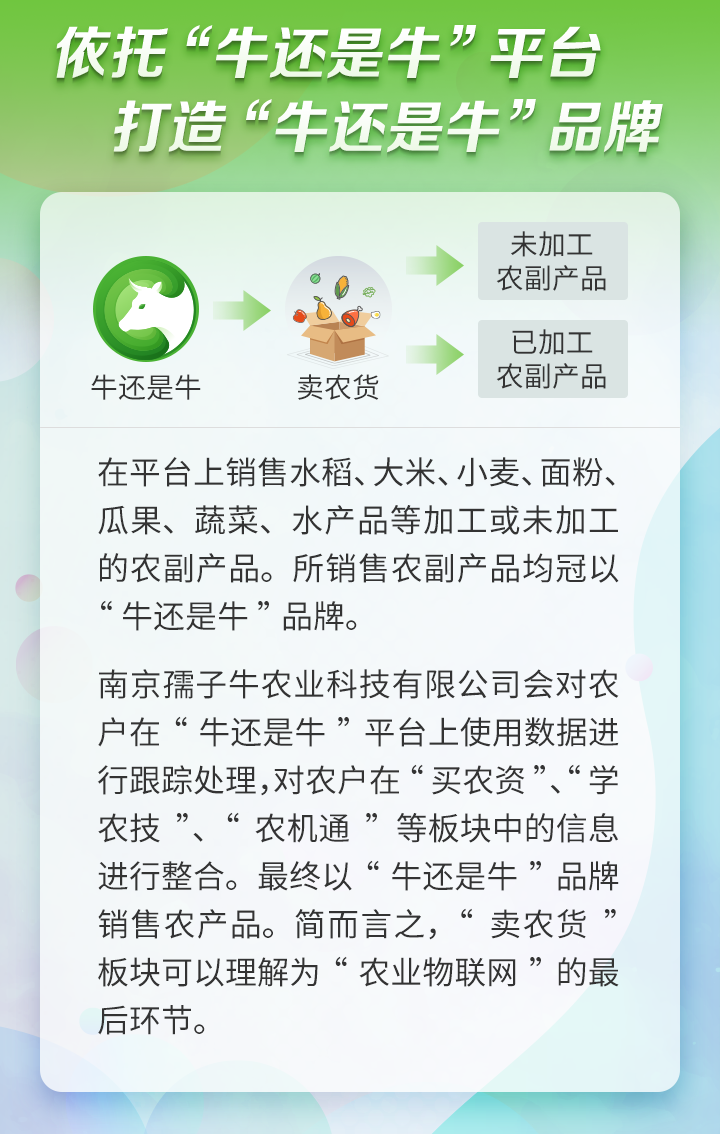 依托“牛还是牛”平台
打造“牛还是牛”品牌
牛还是牛
卖农货
未加工
农副产品
已加工
农副产品
在平台上销售水稻、大米、小麦、面粉、
瓜果、蔬菜、水产品等加工或未加工
的农副产品。所销售农副产品均冠以
“牛还是牛”品牌。
南京孺子牛农业科技有限公司会对农
户在“牛还是牛”平台上使用数据进
行跟踪处理，对农户在“买农资”、“学
农技”、“农机通”等板块中的信息
进行整合。最终以“牛还是牛”品牌
销售农产品。简而言之，“卖农货”
板块可以理解为“农业物联网”的最
后环节。